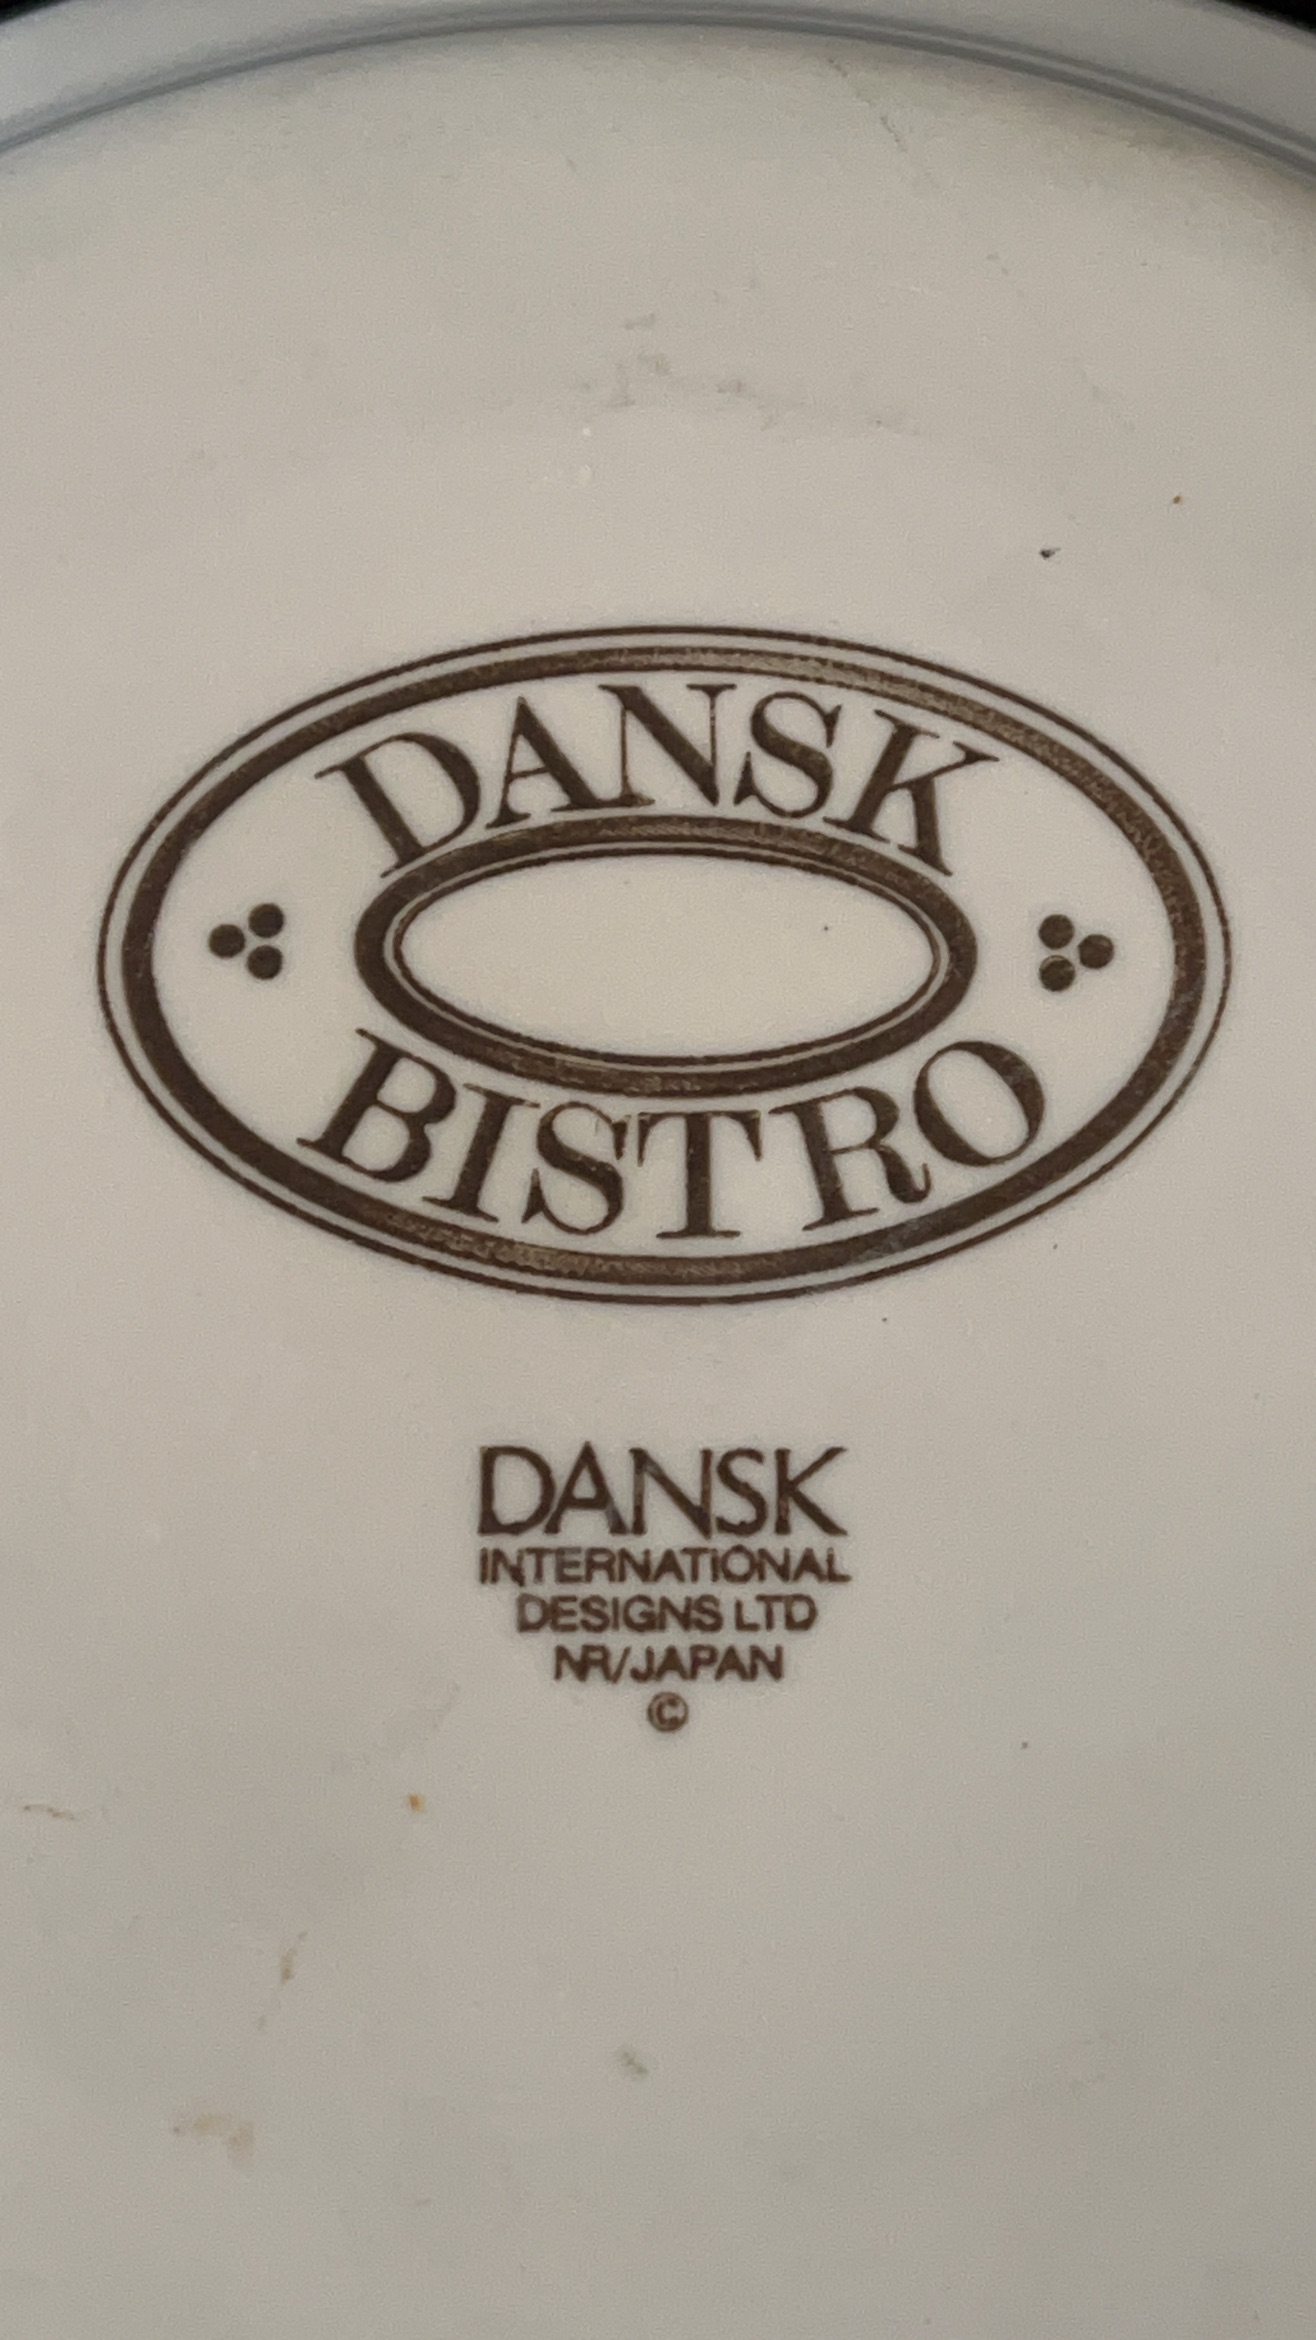 DANSK
BISTRO
DANSK
INTERNATIONAL
DESIGNS LTD
NR/JAPAN
©